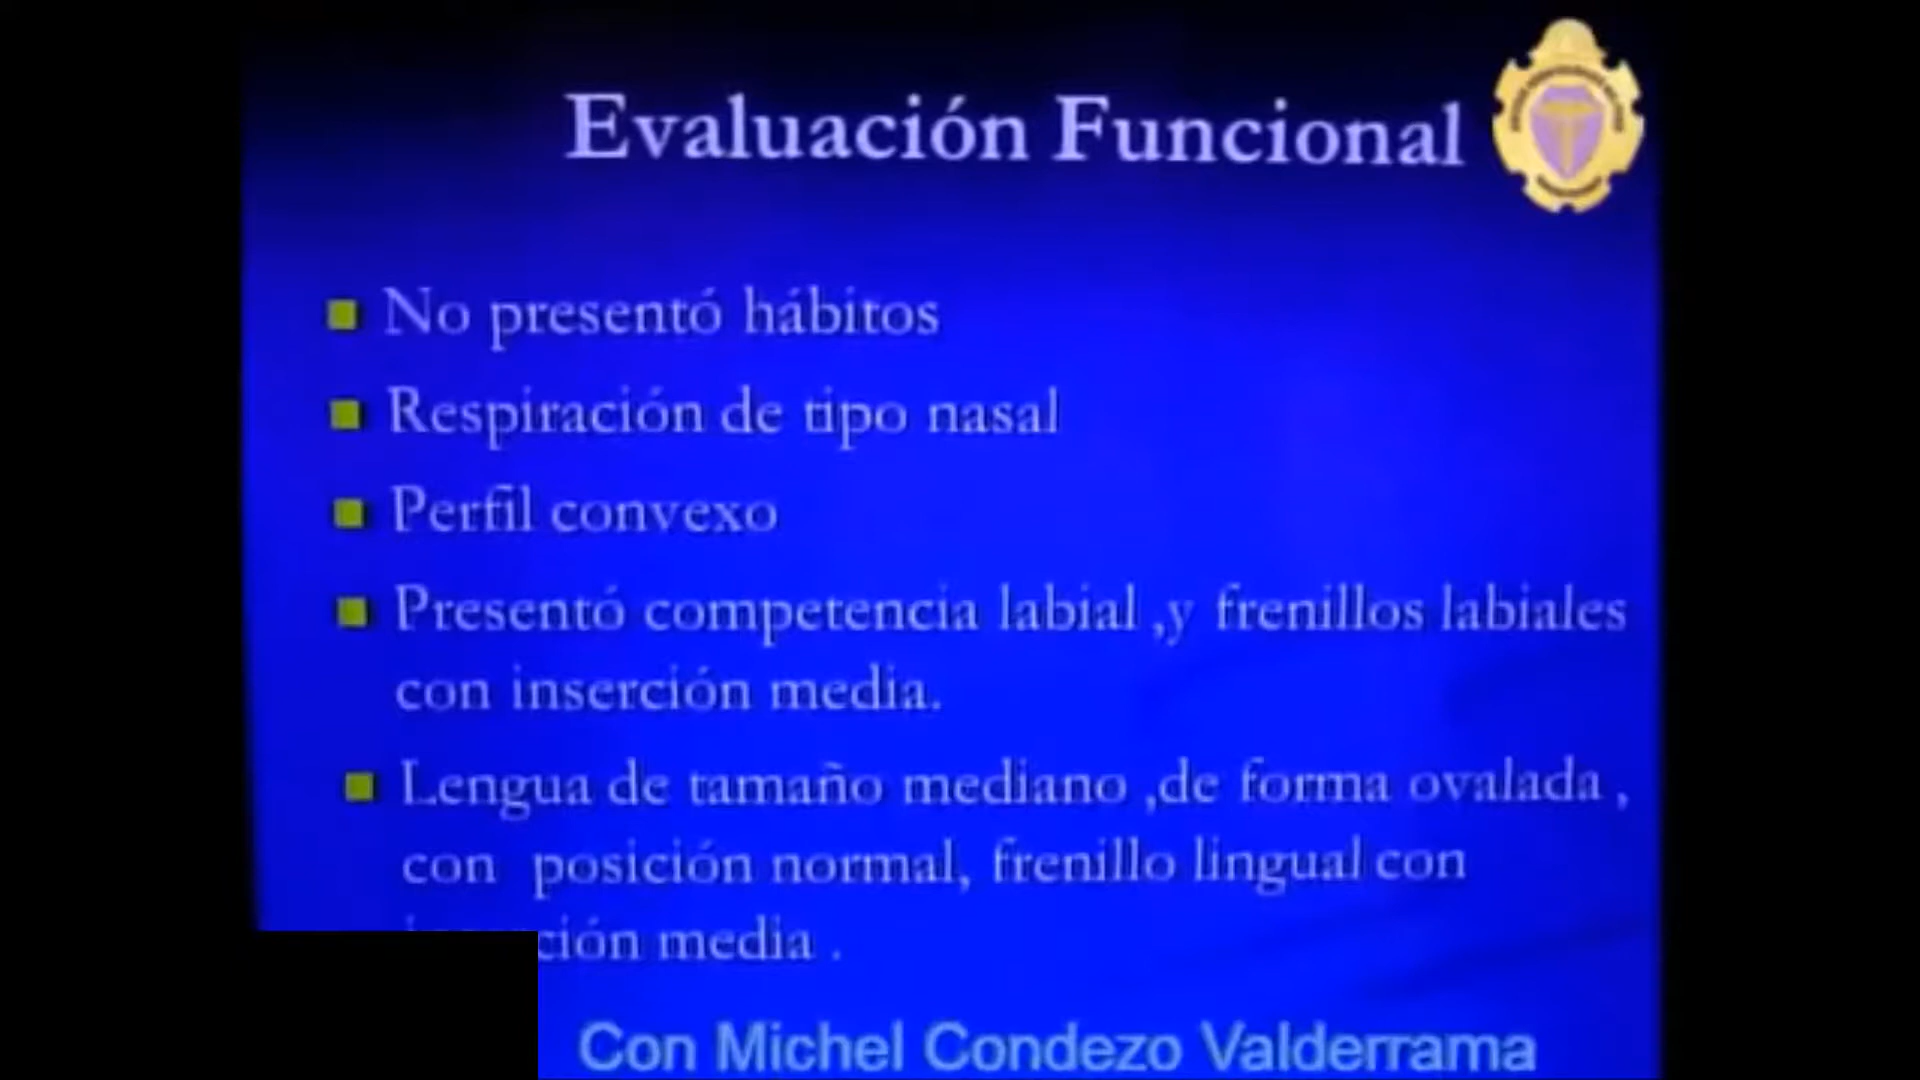 Evaluación Funcional
No presentó hábitos
Respiración de tipo nasal
Perfil convexo
Presentó competencia labial ,y frenillos labiales
con inserción media.
Lengua de tamaño mediano ,de forma ovalada ,
con posición normal, frenillo lingual con
media .
Con Michel Condezo Valderrama